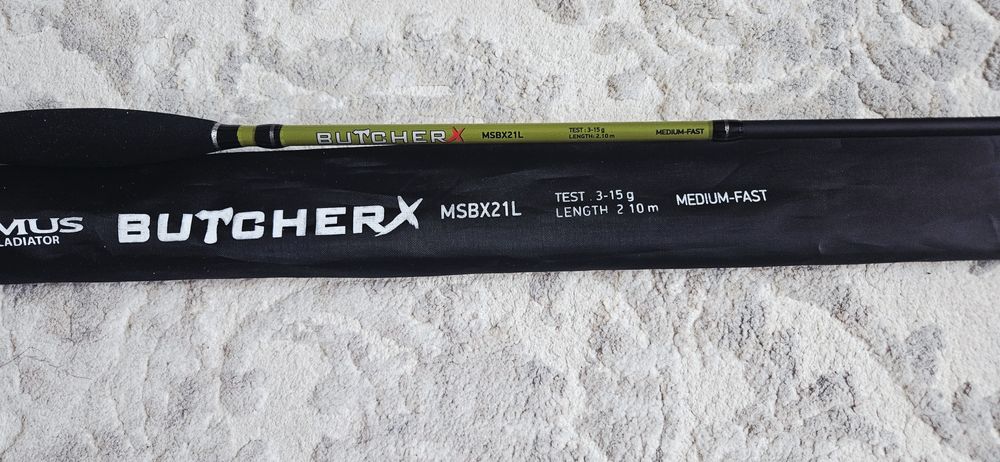 BUTCHERX MSBX21L TEST : 3-15 g MEDIUM-FAST
LENGTH: 2.10 m
MUS BUTCHERX MSBX21L TEST . 3-15 g MEDIUM-FAST
LADIATOR LENGTH 2 10 m